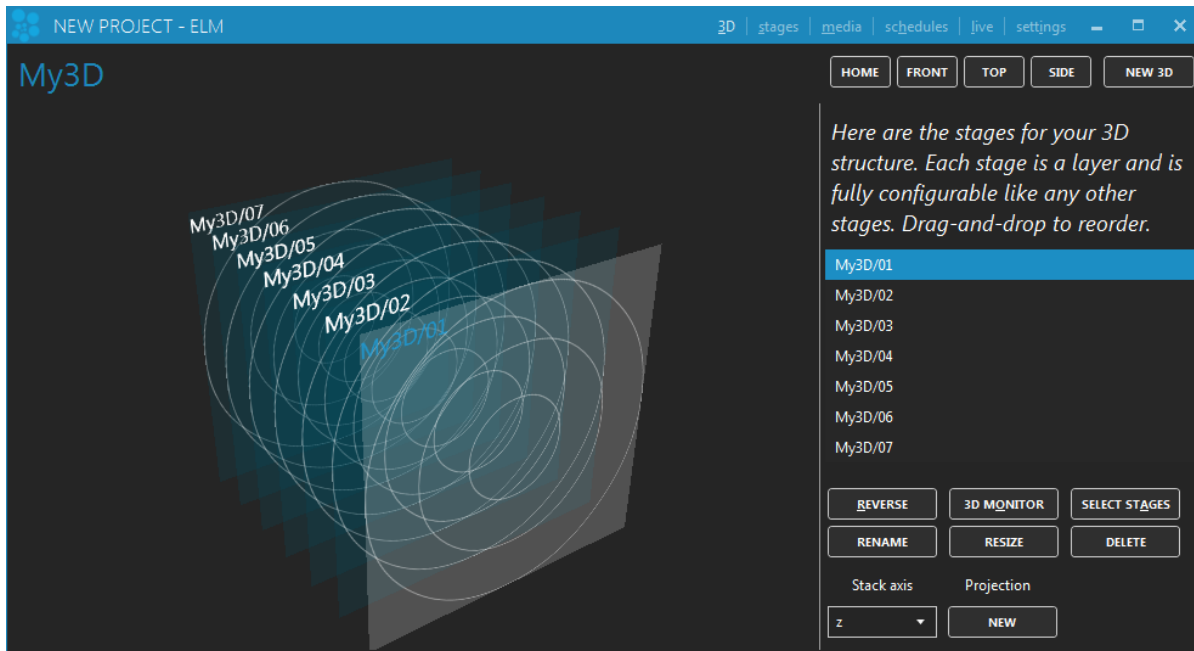 NEW PROJECT - ELM
3D | stages | media | schedules | live | settings
My3D
HOME FRONT TOP SIDE NEW 3D
Here are the stages for your 3D
structure. Each stage is a layer and is
fully configurable like any other
stages. Drag-and-drop to reorder.
My3D/07
My3D/06
My3D/05
My3D/04
My3D/03
My3D/02
My3D/01
My3D/01
My3D/02
My3D/03
My3D/04
My3D/05
My3D/06
My3D/07
REVERSE 3D MONITOR SELECT STAGES
RENAME RESIZE DELETE
Stack axis Projection
z NEW